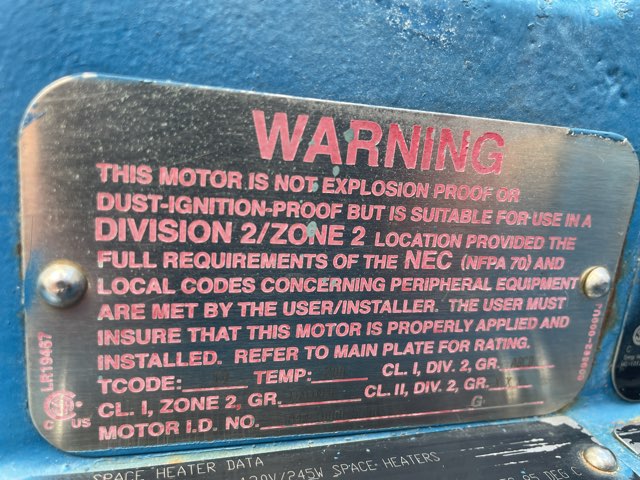 WARNING
THIS MOTOR IS NOT EXPLOSION PROOF OR
DUST-IGNITION-PROOF BUT IS SUITABLE FOR USE IN A
DIVISION 2/ZONE 2 LOCATION PROVIDED THE
FULL REQUIREMENTS OF THE NEC (NFPA 70) AND
LOCAL CODES CONCERNING PERIPHERAL EQUIPMENT
ARE MET BY THE USER/INSTALLER. THE USER MUST
INSURE THAT THIS MOTOR IS PROPERLY APPLIED AND
INSTALLED. REFER TO MAIN PLATE FOR RATING.
TCODE: TEMP: CL. I, DIV. 2, GR.
CL. I, ZONE 2, GR. CL. II, DIV. 2, GR.
MOTOR I.D. NO. G
LR19457
C US
SPACE HEATER DATA
120V/245W SPACE HEATERS
DEG C